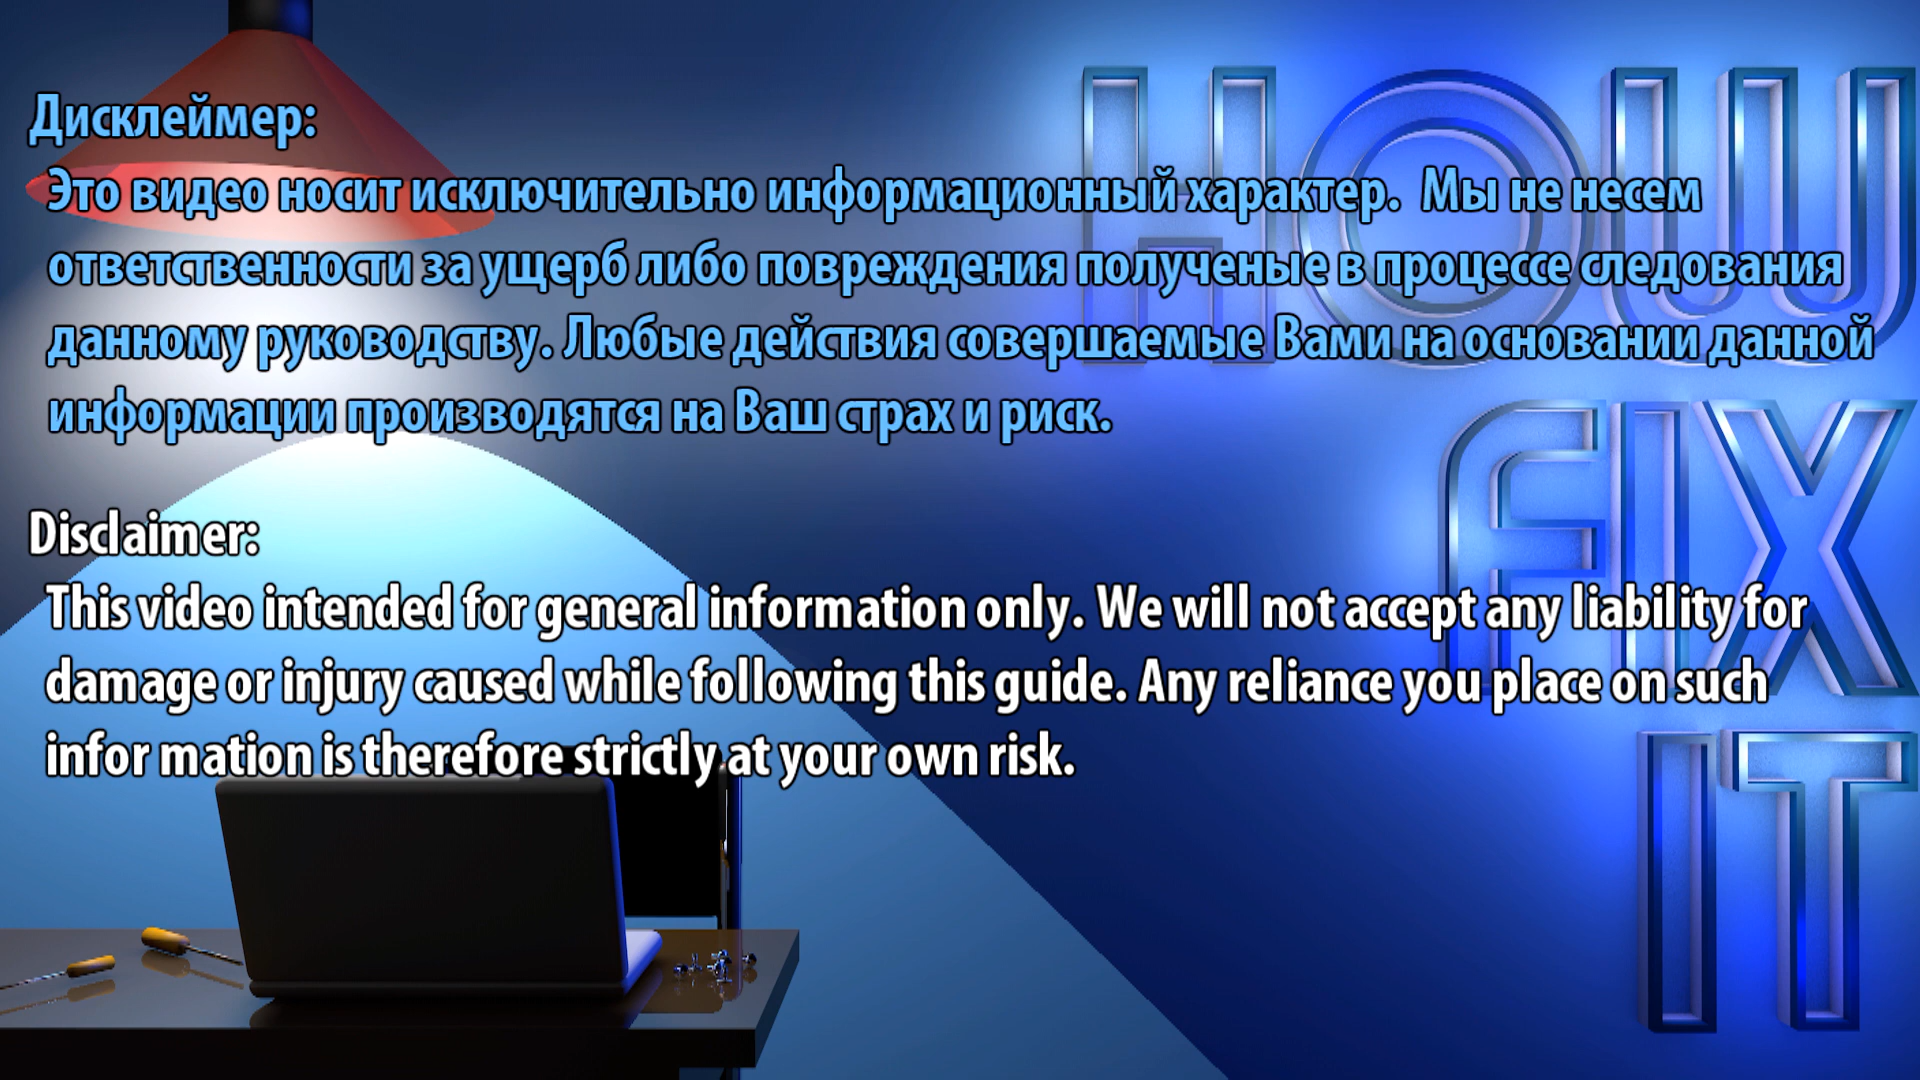 Дисклеймер:
Это видео носит исключительно информационный характер. Мы не несем
ответственности за ущерб либо повреждения полученые в процессе следования
данному руководству. Любые действия совершаемые Вами на основании данной
информации производятся на Ваш страх и риск.
Disclaimer:
This video intended for general information only. We will not accept any liability for
damage or injury caused while following this guide. Any reliance you place on such
infor mation is therefore strictly at your own risk.
HOW
FIX
IT